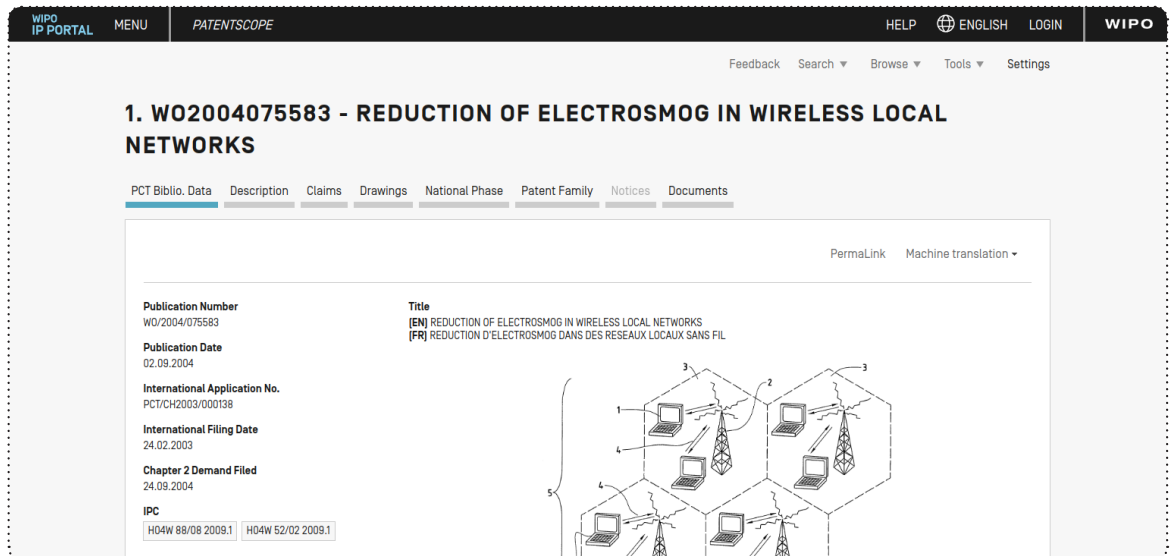 WIPO
IP PORTAL
MENU
PATENTSCOPE
HELP
ENGLISH
LOGIN
WIPO
Feedback
Search
Browse
Tools
Settings
1. WO2004075583 - REDUCTION OF ELECTROSMOG IN WIRELESS LOCAL
NETWORKS
PCT Biblio. Data
Description
Claims
Drawings
National Phase
Patent Family
Notices
Documents
PermaLink
Machine translation
Publication Number
WO/2004/075583
Publication Date
02.09.2004
International Application No.
PCT/CH2003/000138
International Filing Date
24.02.2003
Chapter 2 Demand Filed
24.09.2004
IPC
H04W 88/08 2009.1
H04W 52/02 2009.1
Title
[EN] REDUCTION OF ELECTROSMOG IN WIRELESS LOCAL NETWORKS
[FR] REDUCTION D'ELECTROSMOG DANS DES RESEAUX LOCAUX SANS FIL
3
3
2
1
4
4
5